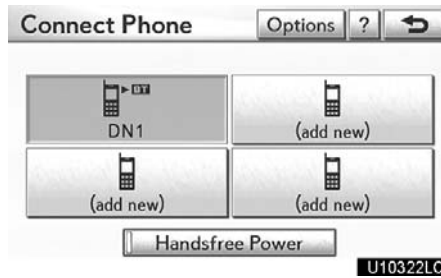 Connect Phone Options ?
BT
DN1 (add new)
(add new) (add new)
Handsfree Power
U10322LC